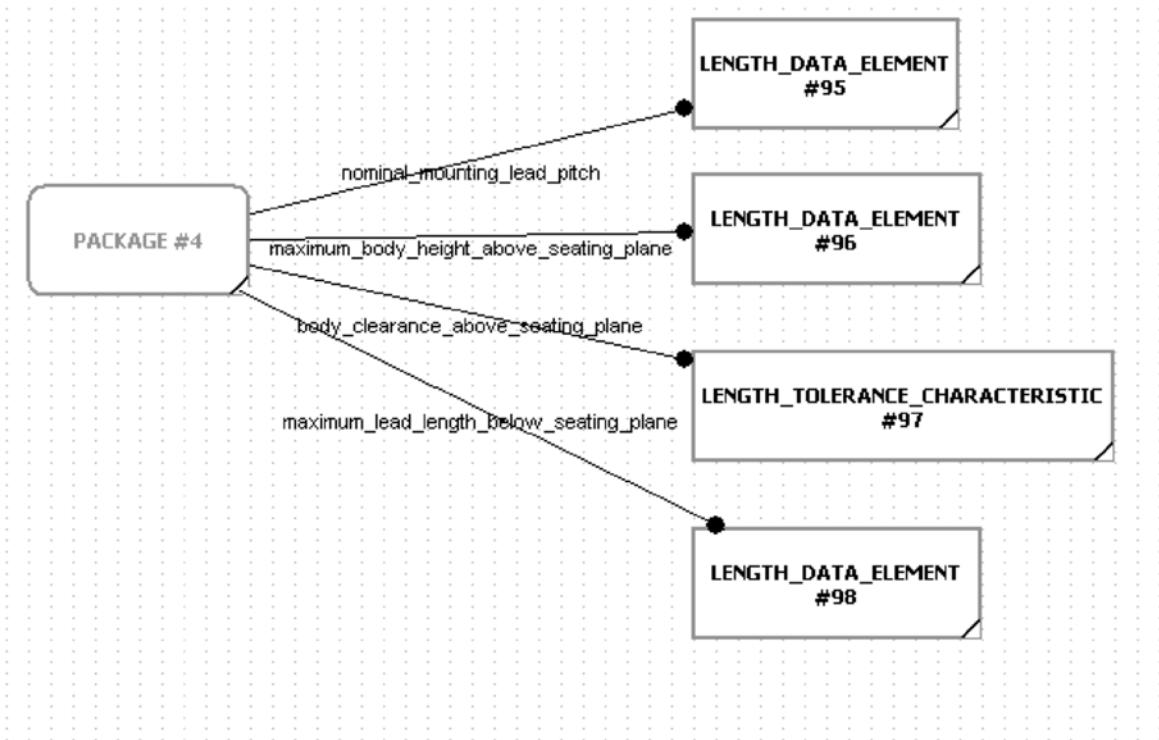 LENGTH_DATA_ELEMENT
#95
nominal_mounting_lead_pitch
PACKAGE #4
LENGTH_DATA_ELEMENT
#96
maximum_body_height_above_seating_plane
body_clearance_above_seating_plane
LENGTH_TOLERANCE_CHARACTERISTIC
#97
maximum_lead_length_below_seating_plane
LENGTH_DATA_ELEMENT
#98